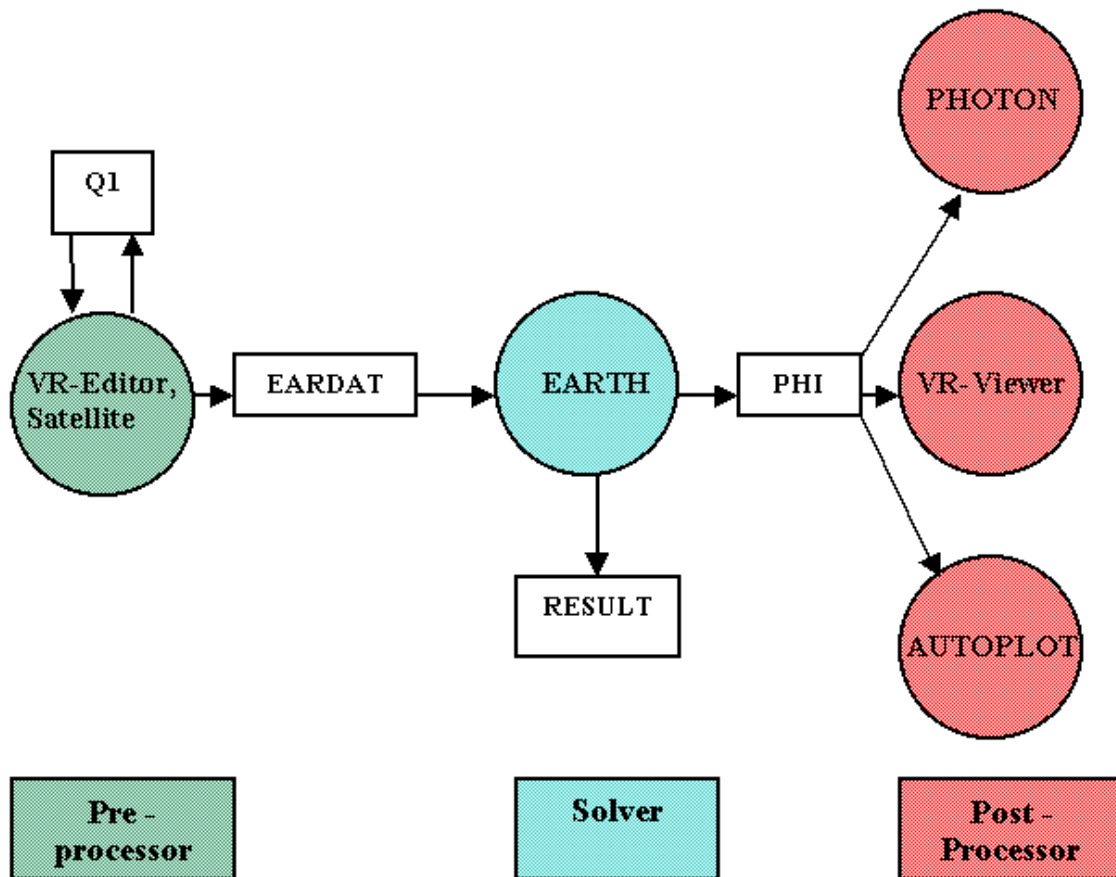 PHOTON
Q1
VR-Editor,
Satellite
EARDAT
EARTH
PHI
VR-Viewer
RESULT
AUTOPLOT
Pre -
processor
Solver
Post -
Processor